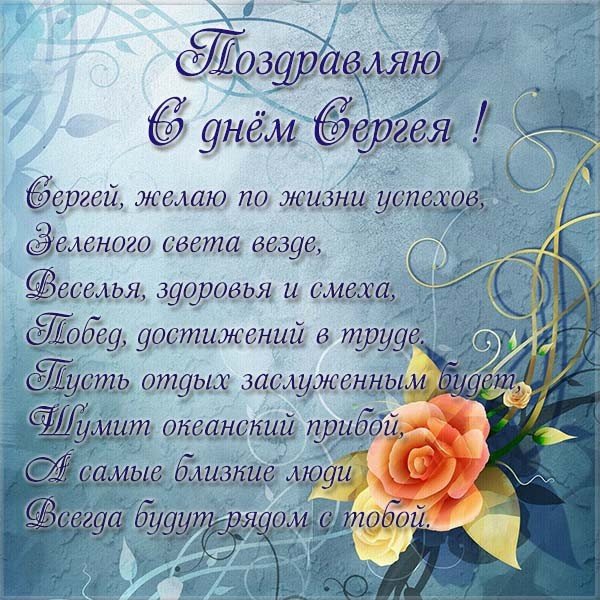 Поздравляю
С днём Сергея !
Сергей, желаю по жизни успехов,
Зеленого света везде,
Веселья, здоровья и смеха,
Побед, достижений в труде.
Пусть отдых заслуженным будет,
Шумит океанский прибой,
А самые близкие люди
Всегда будут рядом с тобой.